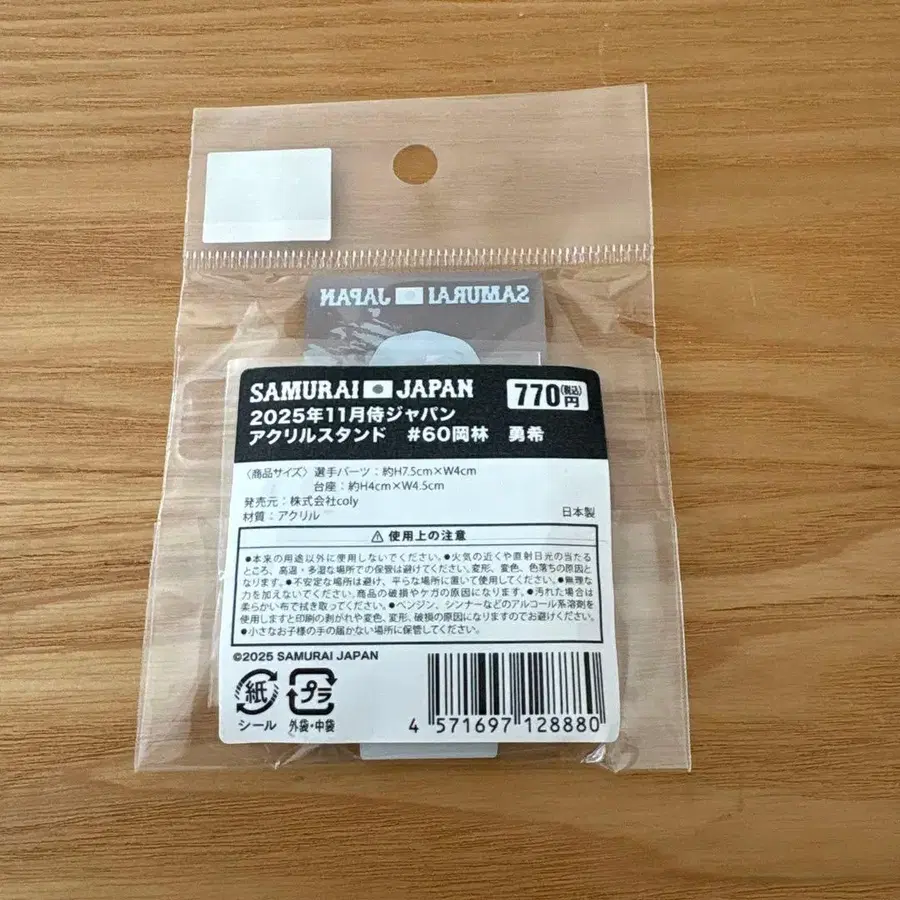 SAMURAI JAPAN
SAMURAI JAPAN
770円(税込)
2025年11月侍ジャパン
アクリルスタンド #60岡林 勇希
〈商品サイズ〉選手パーツ：約H7.5cm×W4cm
台座：約H4cm×W4.5cm
発売元：株式会社coly
材質：アクリル
日本製
⚠使用上の注意
●本来の用途以外に使用しないでください。●火気の近くや直射日光の当たる
ところ、高温・多湿な場所での保管は避けてください。変形、変色、色落ちの原因と
なります。●不安定な場所は避け、平らな場所に置いて使用してください。●無理な
力を加えないでください。商品の破損やケガの原因になります。●汚れた場合は
柔らかい布で拭き取ってください。●ベンジン、シンナーなどのアルコール系溶剤を
使用しますと印刷の剥がれや変色、変形、破損の原因になりますのでお避けください。
●小さなお子様の手の届かない場所に保管してください。
©2025 SAMURAI JAPAN
紙
シール
プラ
外袋・中袋
4 571697 128880